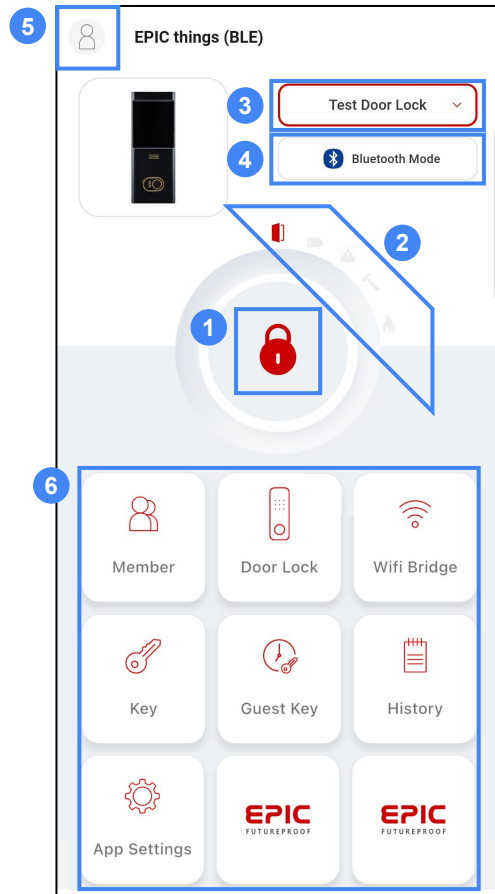 5
EPIC things (BLE)
3
Test Door Lock
4
Bluetooth Mode
2
1
6
Member
Door Lock
Wifi Bridge
Key
Guest Key
History
App Settings
EPIC
FUTUREPROOF
EPIC
FUTUREPROOF